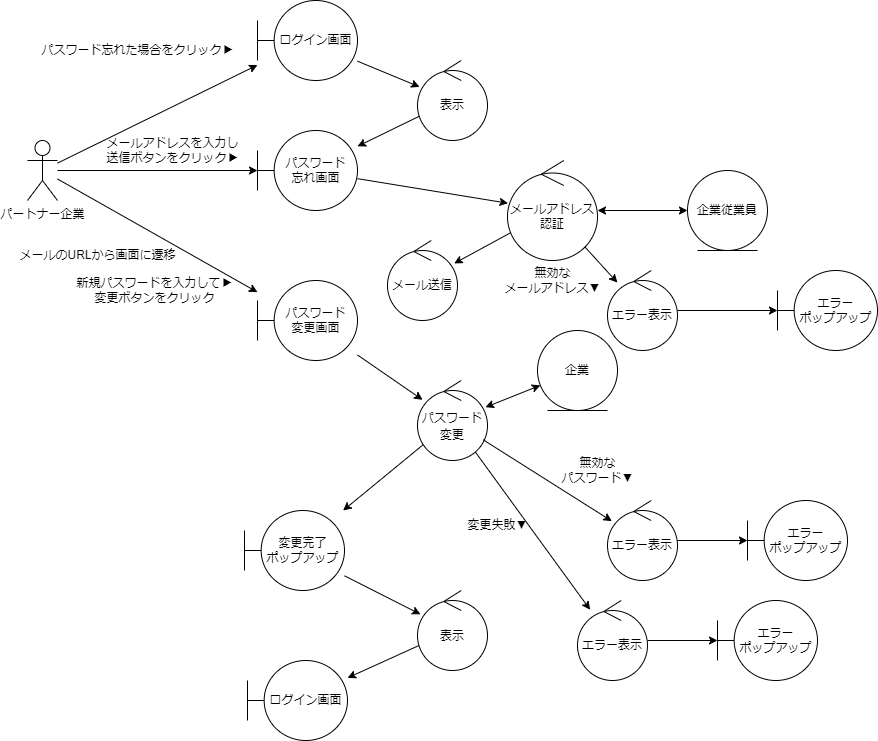 ログイン画面
パスワード忘れた場合をクリック▶
表示
メールアドレスを入力し
送信ボタンをクリック▶
パスワード
忘れ画面
パートナー企業
メールアドレス
認証
企業従業員
メールのURLから画面に遷移
メール送信
無効な
メールアドレス▼
新規パスワードを入力して▶
変更ボタンをクリック
パスワード
変更画面
エラー表示
エラー
ポップアップ
企業
パスワード
変更
無効な
パスワード▼
変更失敗▼
変更完了
ポップアップ
エラー表示
エラー
ポップアップ
表示
エラー表示
エラー
ポップアップ
ログイン画面